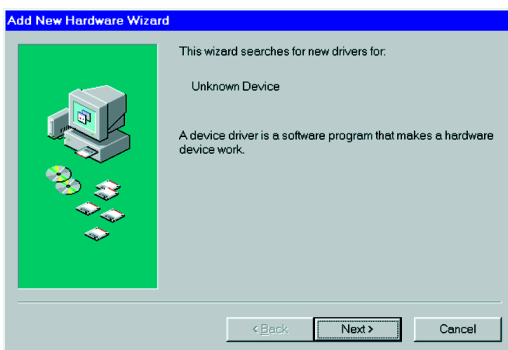 Add New Hardware Wizard
This wizard searches for new drivers for:
Unknown Device
A device driver is a software program that makes a hardware
device work.
< Back
Next >
Cancel